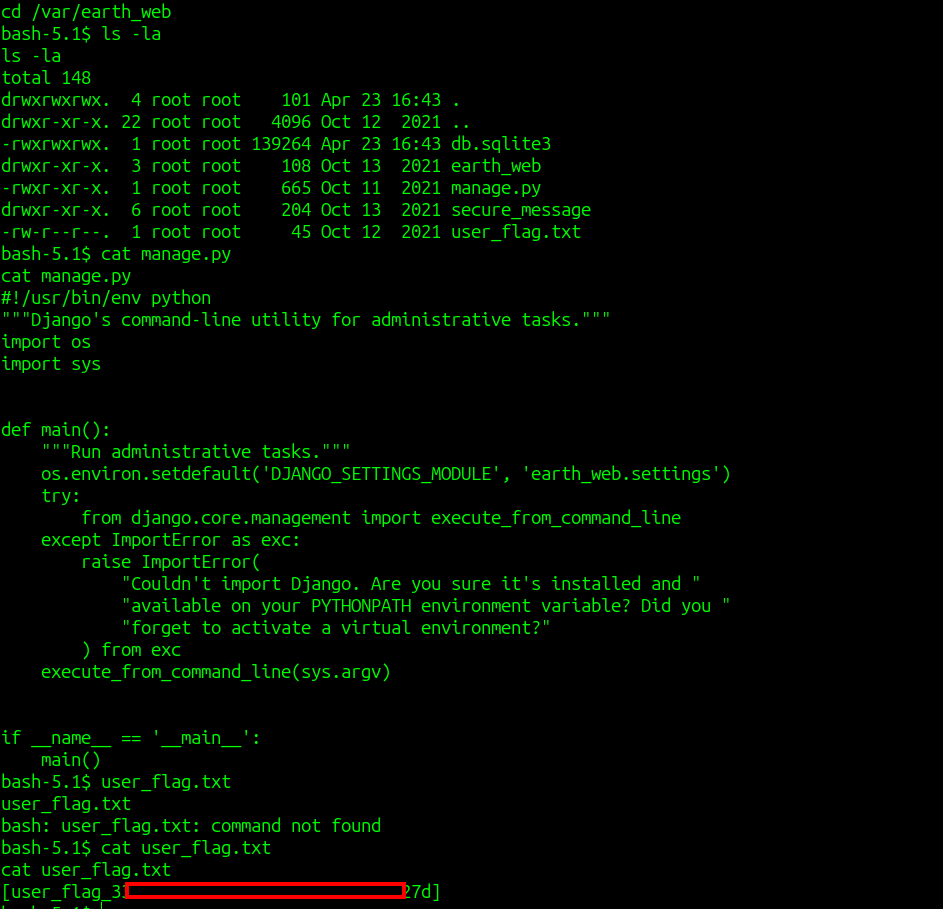 cd /var/earth_web
bash-5.1$ ls -la
ls -la
total 148
drwxrwxrwx.  4 root root    101 Apr 23 16:43 .
drwxr-xr-x. 22 root root   4096 Oct 12  2021 ..
-rwxrwxrwx.  1 root root 139264 Apr 23 16:43 db.sqlite3
drwxr-xr-x.  3 root root    108 Oct 13  2021 earth_web
-rwxr-xr-x.  1 root root    665 Oct 11  2021 manage.py
drwxr-xr-x.  6 root root    204 Oct 13  2021 secure_message
-rw-r--r--.  1 root root     45 Oct 12  2021 user_flag.txt
bash-5.1$ cat manage.py
cat manage.py
#!/usr/bin/env python
"""Django's command-line utility for administrative tasks."""
import os
import sys
def main():
    """Run administrative tasks."""
    os.environ.setdefault('DJANGO_SETTINGS_MODULE', 'earth_web.settings')
    try:
        from django.core.management import execute_from_command_line
    except ImportError as exc:
        raise ImportError(
            "Couldn't import Django. Are you sure it's installed and "
            "available on your PYTHONPATH environment variable? Did you "
            "forget to activate a virtual environment?"
        ) from exc
    execute_from_command_line(sys.argv)
if __name__ == '__main__':
    main()
bash-5.1$ user_flag.txt
user_flag.txt
bash: user_flag.txt: command not found
bash-5.1$ cat user_flag.txt
cat user_flag.txt
[user_flag_3 27d]
bash-5.1$